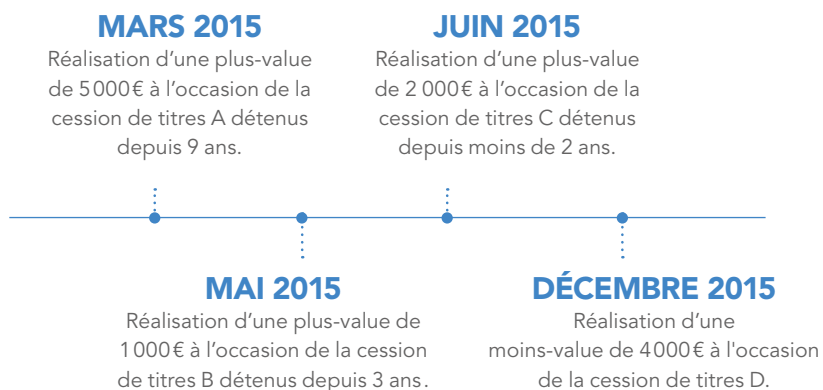 MARS 2015
Réalisation d’une plus-value
de 5000€ à l’occasion de la
cession de titres A détenus
depuis 9 ans.
JUIN 2015
Réalisation d’une plus-value
de 2 000€ à l’occasion de la
cession de titres C détenus
depuis moins de 2 ans.
MAI 2015
Réalisation d’une plus-value de
1000€ à l’occasion de la cession
de titres B détenus depuis 3 ans.
DÉCEMBRE 2015
Réalisation d’une
moins-value de 4000€ à l'occasion
de la cession de titres D.